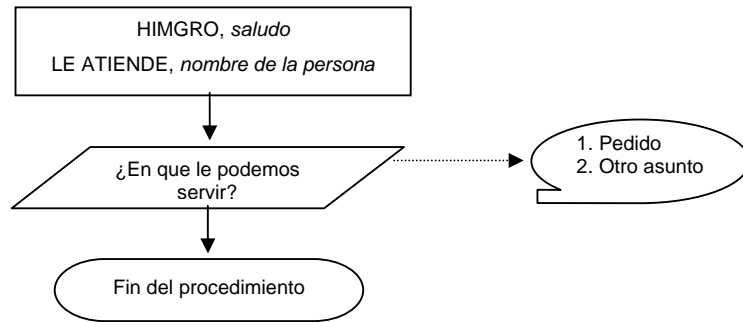 HIMGRO, saludo
LE ATIENDE, nombre de la persona
¿En que le podemos
servir?
1. Pedido
2. Otro asunto
Fin del procedimiento